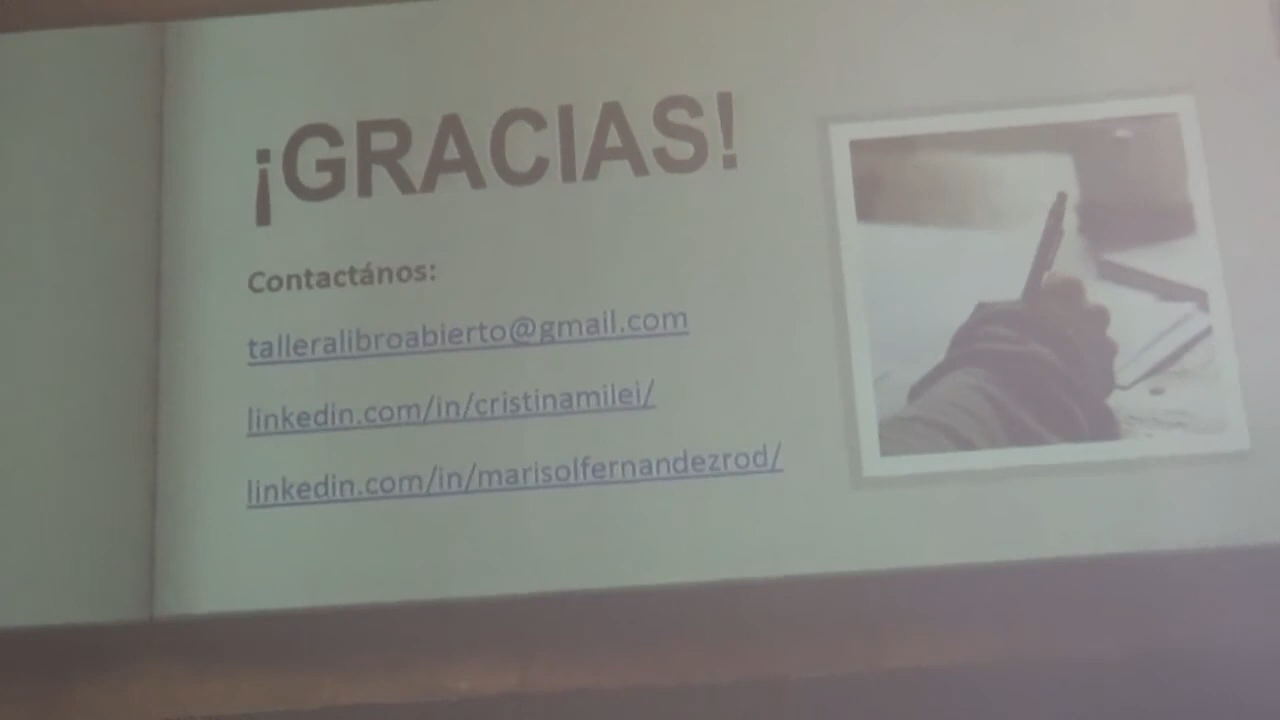 ¡GRACIAS!
Contactános:
talleralibroabierto@gmail.com
linkedin.com/in/cristinamilei/
linkedin.com/in/marisolfernandezrod/